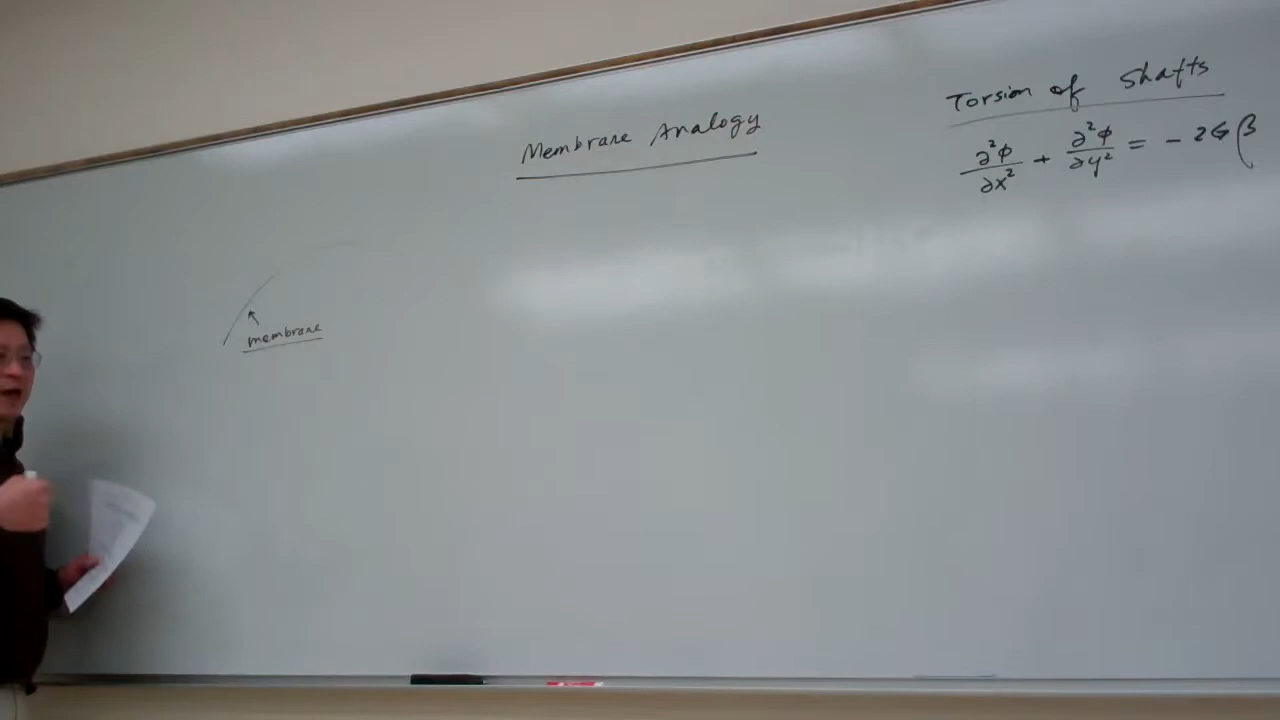 Membrane Analogy
Torsion of Shafts
∂²φ/∂x² + ∂²φ/∂y² = - 2Gβ
membrane